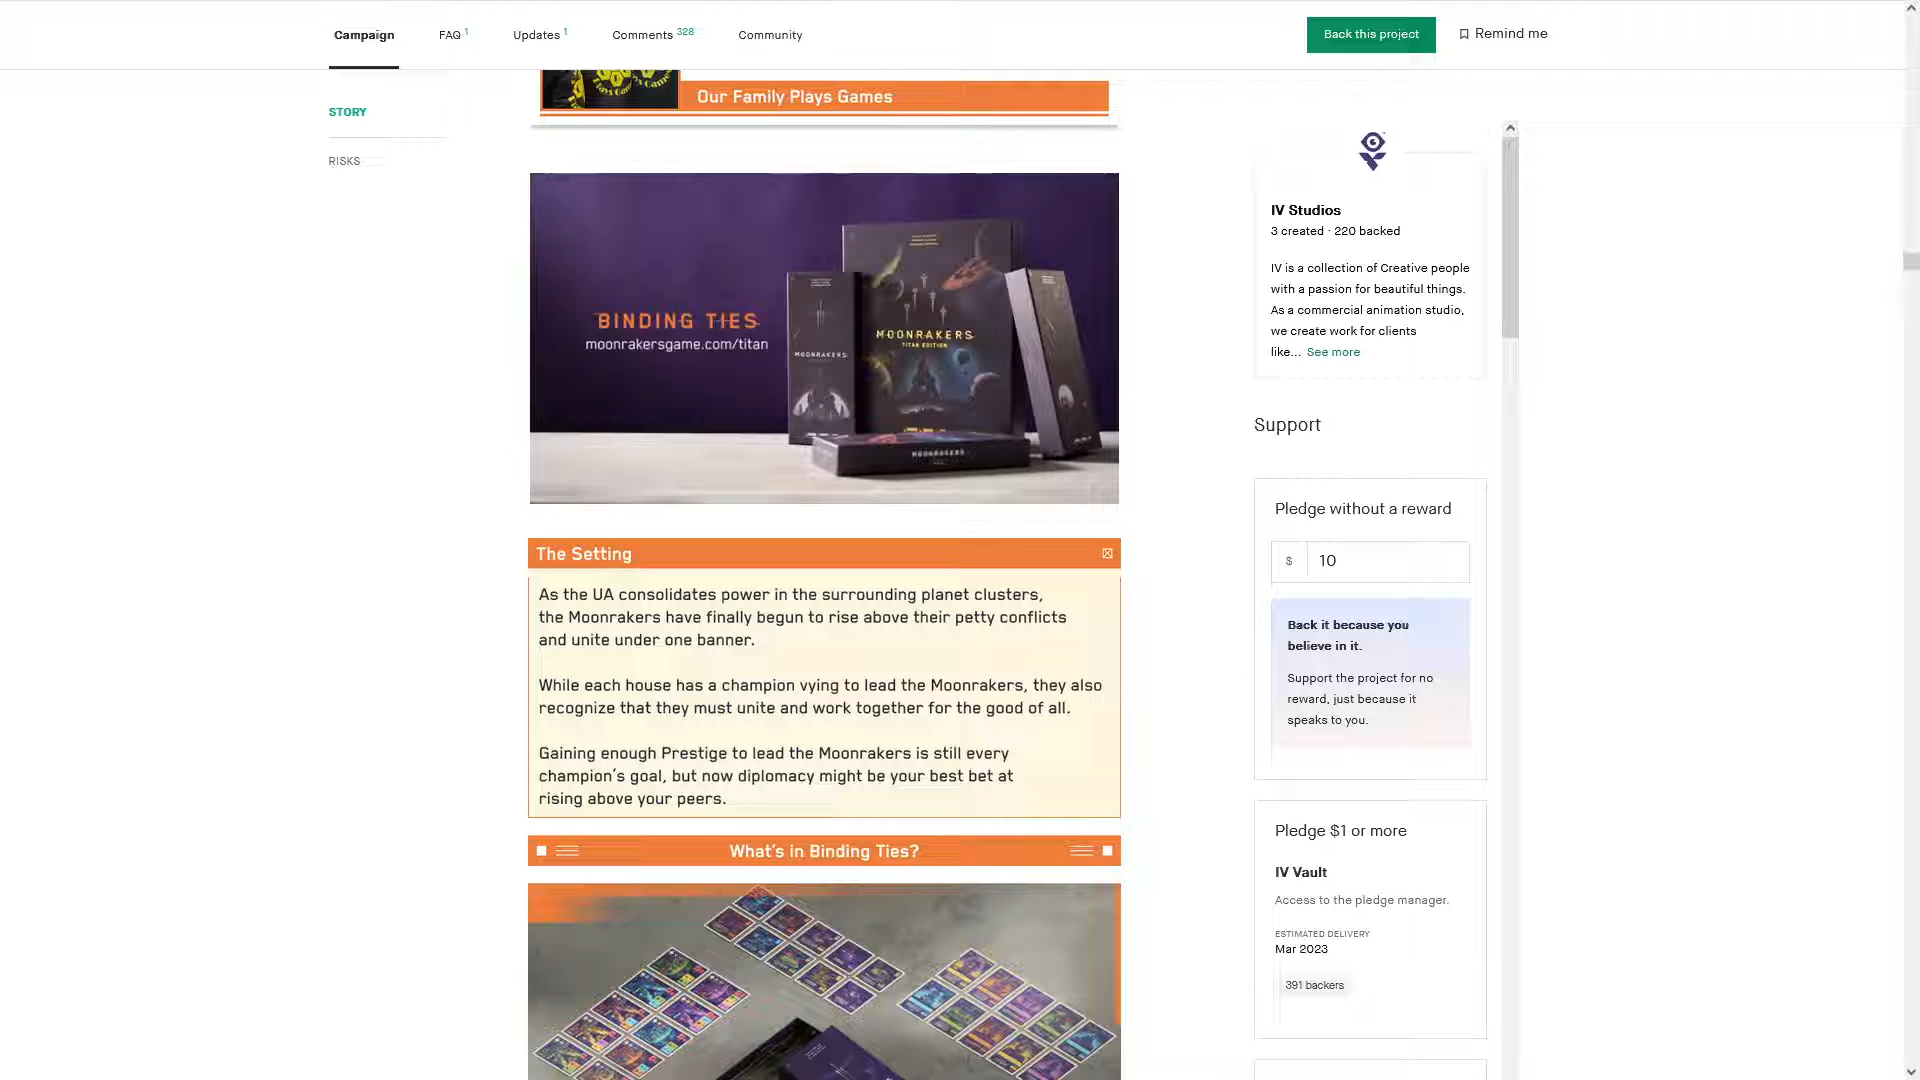 Campaign
FAQ 1
Updates 1
Comments 328
Community
Back this project
Remind me
Our Family Plays Games
STORY
RISKS
BINDING TIES
moonrakersgame.com/titan
MOONRAKERS
MOONRAKERS
TITAN EDITION
MOONRAKERS
The Setting
As the UA consolidates power in the surrounding planet clusters,
the Moonrakers have finally begun to rise above their petty conflicts
and unite under one banner.
While each house has a champion vying to lead the Moonrakers, they also
recognize that they must unite and work together for the good of all.
Gaining enough Prestige to lead the Moonrakers is still every
champion's goal, but now diplomacy might be your best bet at
rising above your peers.
What's in Binding Ties?
IV Studios
3 created · 220 backed
IV is a collection of Creative people
with a passion for beautiful things.
As a commercial animation studio,
we create work for clients
like... See more
Support
Pledge without a reward
$ 10
Back it because you
believe in it.
Support the project for no
reward, just because it
speaks to you.
Pledge $1 or more
IV Vault
Access to the pledge manager.
ESTIMATED DELIVERY
Mar 2023
391 backers